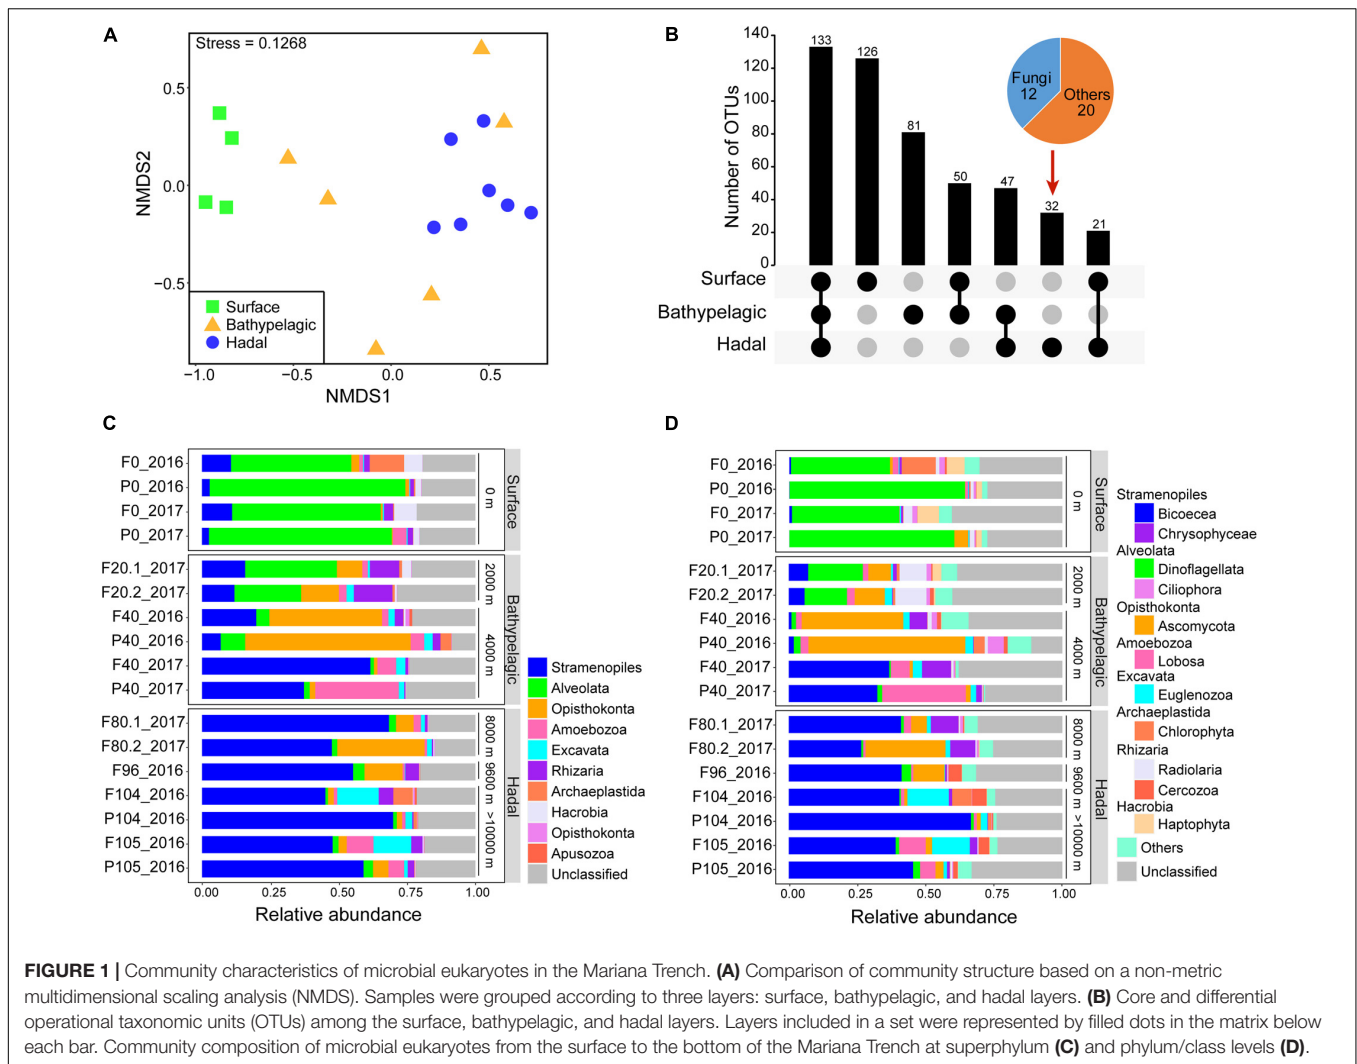 A
Stress = 0.1268
0.5
0.0
−0.5
NMDS2
Surface
Bathypelagic
Hadal
−1.0
−0.5
0.0
0.5
NMDS1
B
140
120
100
80
60
40
20
0
Number of OTUs
133
126
81
50
47
32
21
Fungi
12
Others
20
Surface
Bathypelagic
Hadal
C
F0_2016
P0_2016
F0_2017
P0_2017
0 m
Surface
F20.1_2017
F20.2_2017
F40_2016
P40_2016
F40_2017
P40_2017
2000 m
4000 m
Bathypelagic
F80.1_2017
F80.2_2017
F96_2016
F104_2016
P104_2016
F105_2016
P105_2016
8000 m
9600 m
>10000 m
Hadal
0.00
0.25
0.50
0.75
1.00
Relative abundance
Stramenopiles
Alveolata
Opisthokonta
Amoebozoa
Excavata
Rhizaria
Archaeplastida
Hacrobia
Opisthokonta
Apusozoa
Unclassified
D
F0_2016
P0_2016
F0_2017
P0_2017
0 m
Surface
F20.1_2017
F20.2_2017
F40_2016
P40_2016
F40_2017
P40_2017
2000 m
4000 m
Bathypelagic
F80.1_2017
F80.2_2017
F96_2016
F104_2016
P104_2016
F105_2016
P105_2016
8000 m
9600 m
>10000 m
Hadal
0.00
0.25
0.50
0.75
1.00
Relative abundance
Stramenopiles
Bicoecea
Chrysophyceae
Alveolata
Dinoflagellata
Ciliophora
Opisthokonta
Ascomycota
Amoebozoa
Lobosa
Excavata
Euglenozoa
Archaeplastida
Chlorophyta
Rhizaria
Radiolaria
Cercozoa
Hacrobia
Haptophyta
Others
Unclassified
FIGURE 1 | Community characteristics of microbial eukaryotes in the Mariana Trench. (A) Comparison of community structure based on a non-metric
multidimensional scaling analysis (NMDS). Samples were grouped according to three layers: surface, bathypelagic, and hadal layers. (B) Core and differential
operational taxonomic units (OTUs) among the surface, bathypelagic, and hadal layers. Layers included in a set were represented by filled dots in the matrix below
each bar. Community composition of microbial eukaryotes from the surface to the bottom of the Mariana Trench at superphylum (C) and phylum/class levels (D).